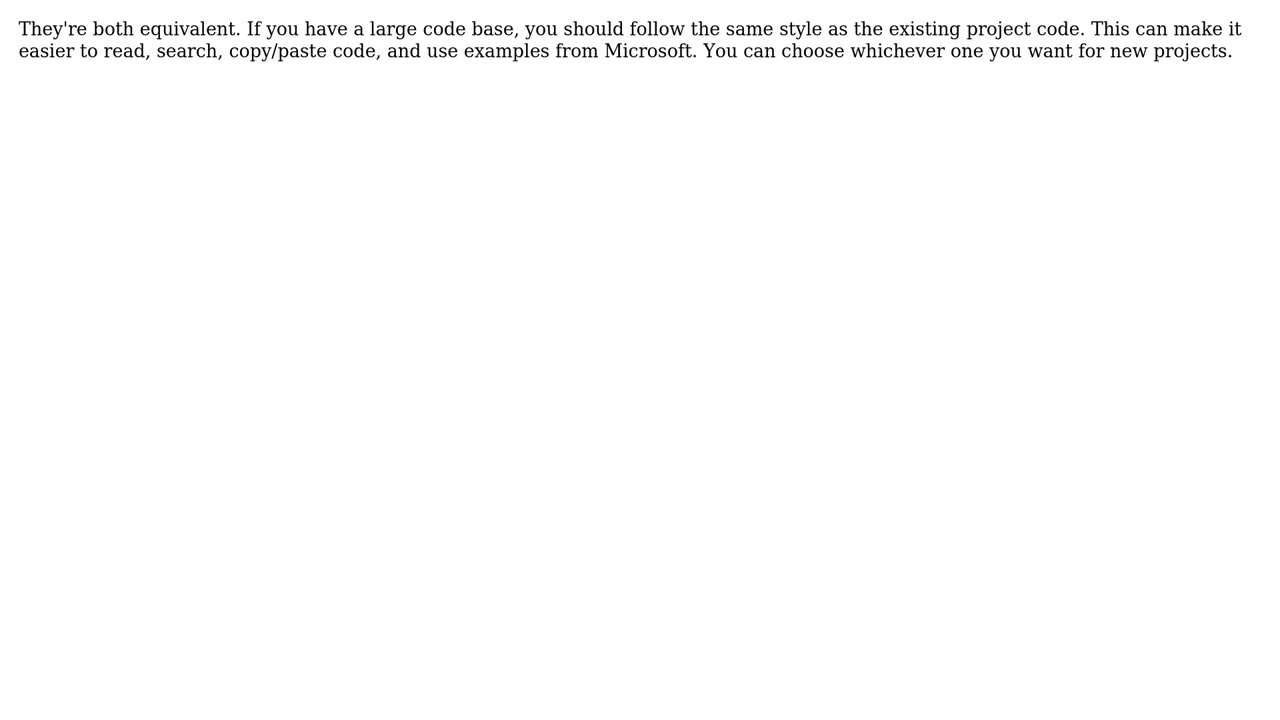 They're both equivalent. If you have a large code base, you should follow the same style as the existing project code. This can make it
easier to read, search, copy/paste code, and use examples from Microsoft. You can choose whichever one you want for new projects.